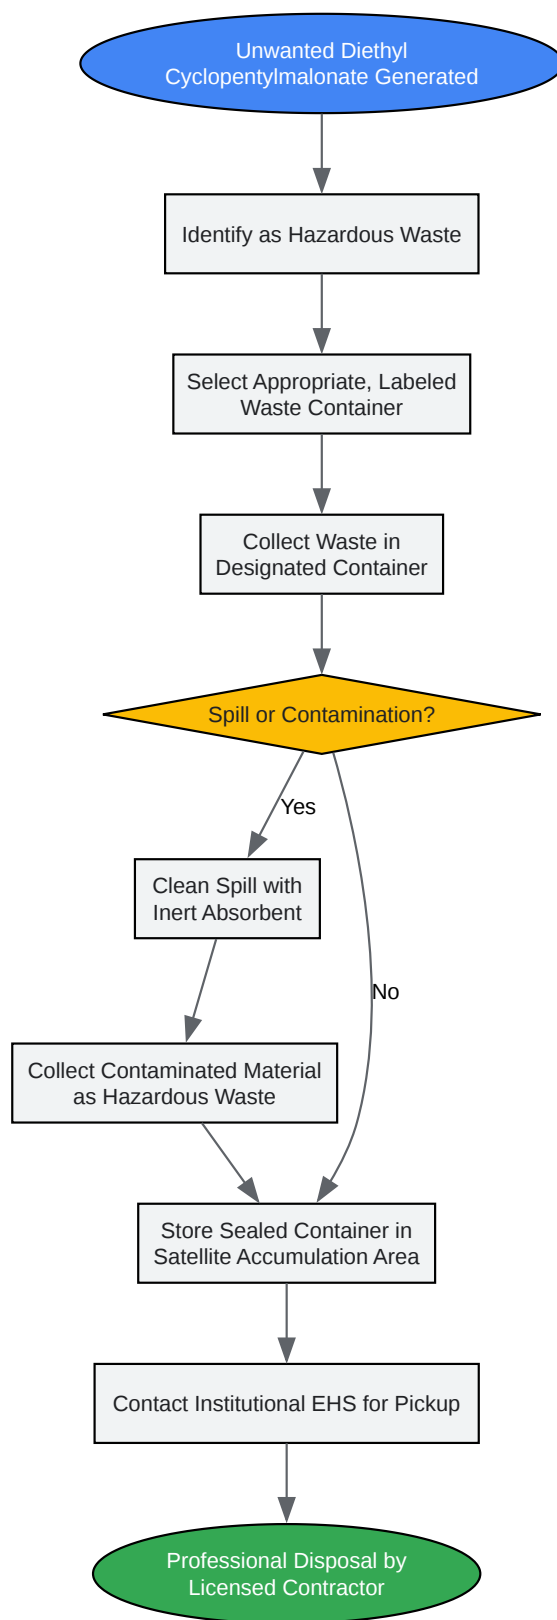 Unwanted Diethyl
Cyclopentylmalonate Generated
Identify as Hazardous Waste
Select Appropriate, Labeled
Waste Container
Collect Waste in
Designated Container
Spill or Contamination?
Yes
Clean Spill with
Inert Absorbent
No
Collect Contaminated Material
as Hazardous Waste
Store Sealed Container in
Satellite Accumulation Area
Contact Institutional EHS for Pickup
Professional Disposal by
Licensed Contractor